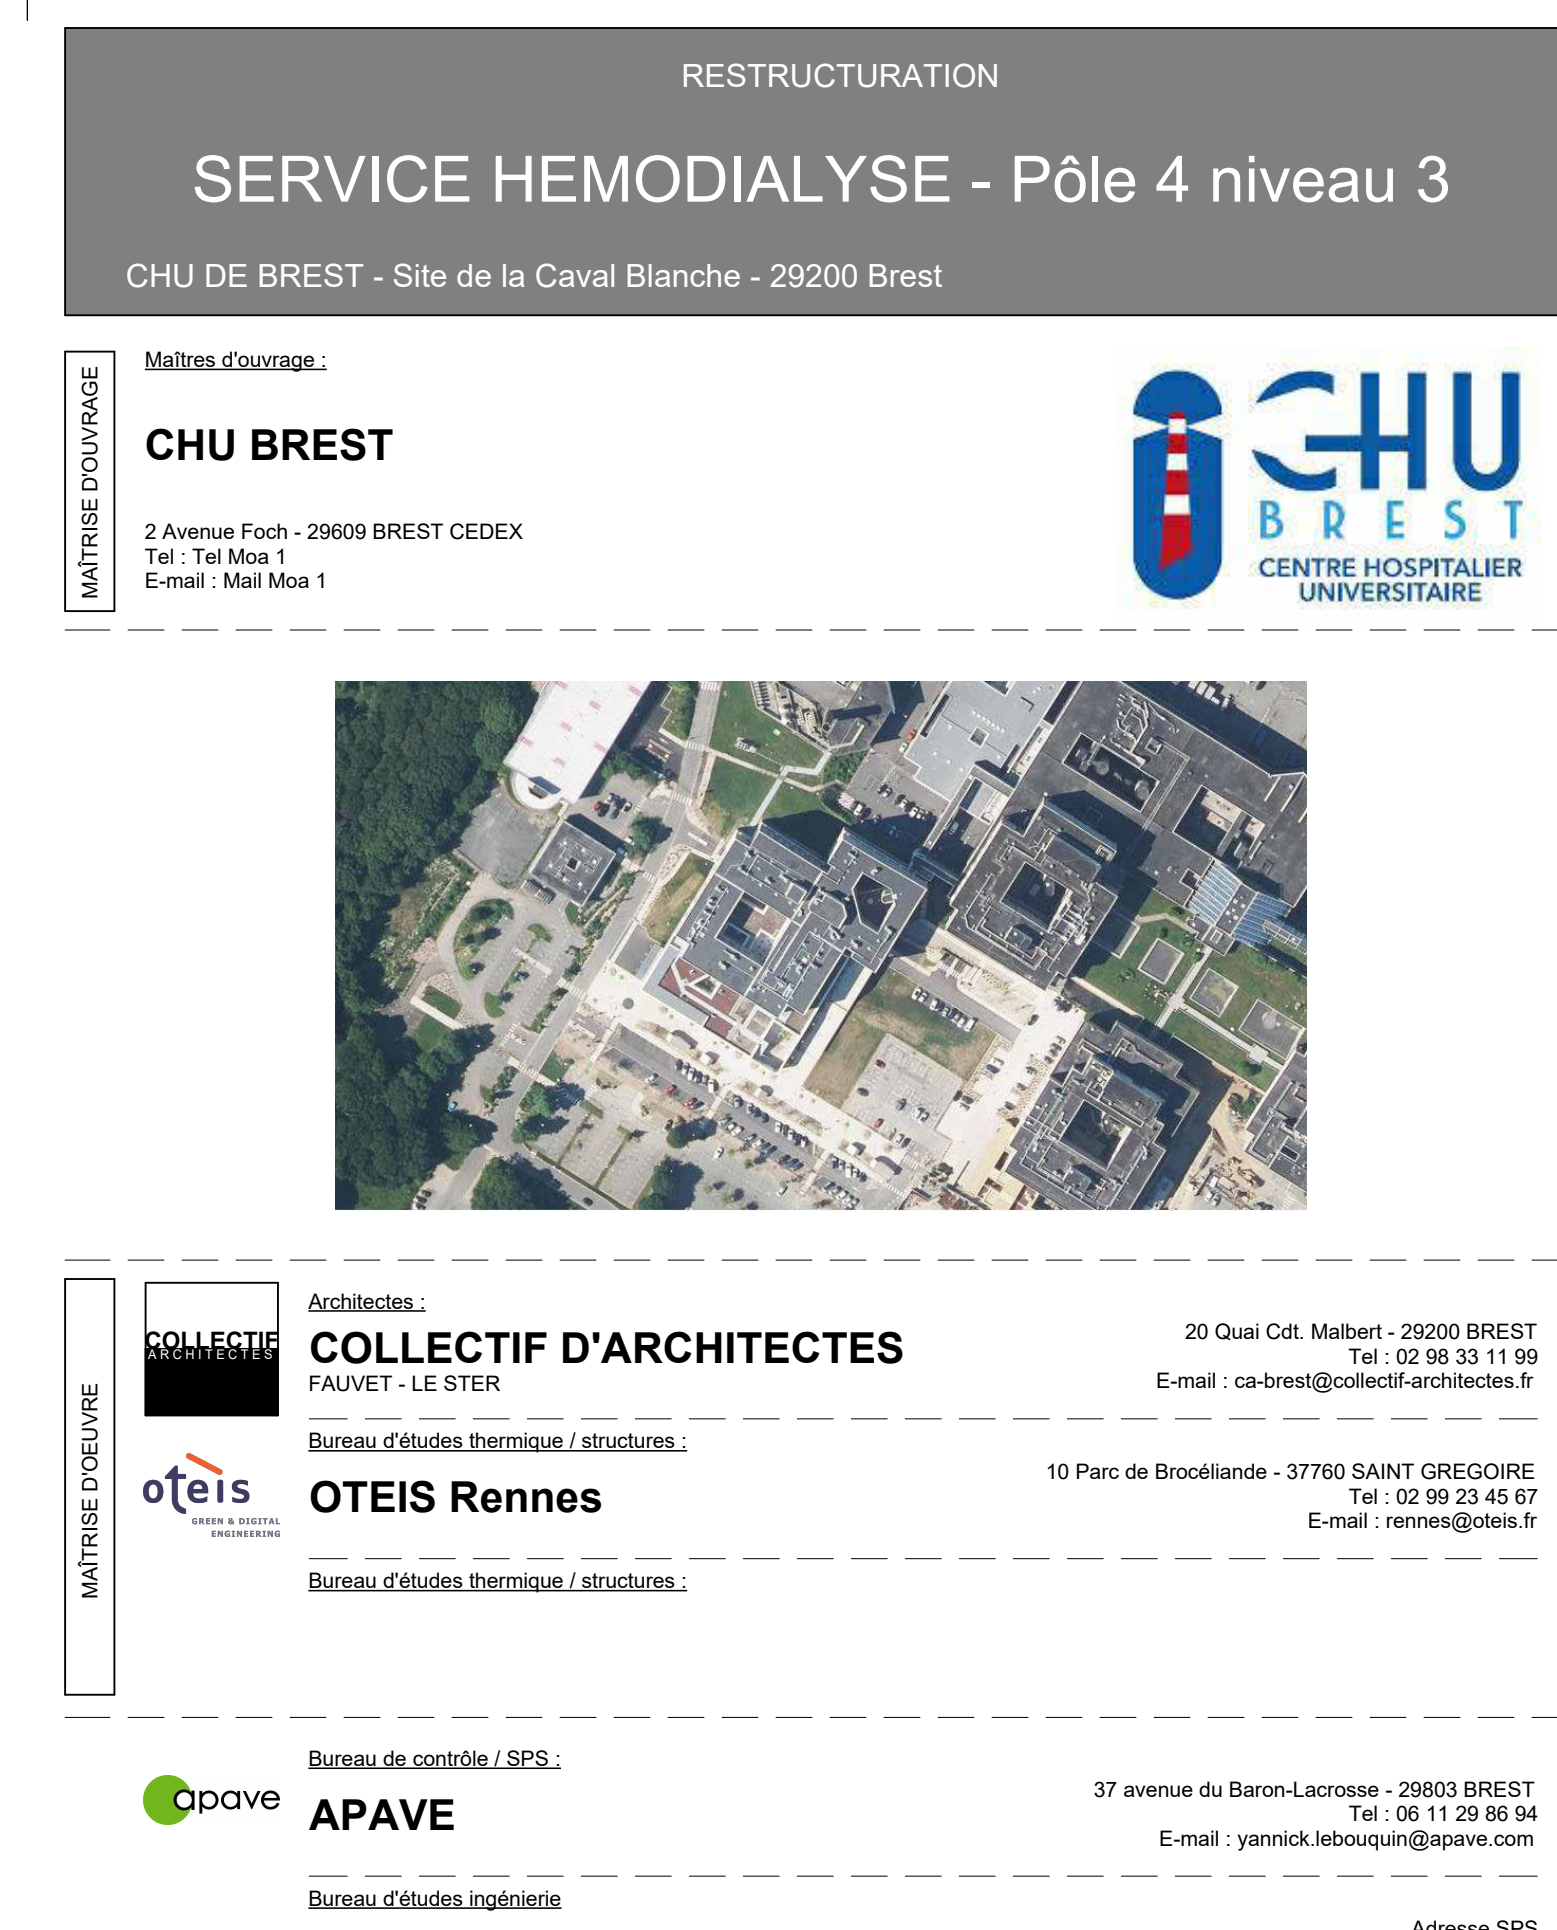 RESTRUCTURATION
SERVICE HEMODIALYSE - Pôle 4 niveau 3
CHU DE BREST - Site de la Caval Blanche - 29200 Brest
MAÎTRISE D'OUVRAGE
Maîtres d'ouvrage :
CHU BREST
2 Avenue Foch - 29609 BREST CEDEX
Tel : Tel Moa 1
E-mail : Mail Moa 1
CHU
BREST
CENTRE HOSPITALIER
UNIVERSITAIRE
MAÎTRISE D'OEUVRE
COLLECTIF
ARCHITECTES
Architectes :
COLLECTIF D'ARCHITECTES
FAUVET - LE STER
20 Quai Cdt. Malbert - 29200 BREST
Tel : 02 98 33 11 99
E-mail : ca-brest@collectif-architectes.fr
oteis
GREEN & DIGITAL
ENGINEERING
Bureau d'études thermique / structures :
OTEIS Rennes
10 Parc de Brocéliande - 37760 SAINT GREGOIRE
Tel : 02 99 23 45 67
E-mail : rennes@oteis.fr
Bureau d'études thermique / structures :
apave
Bureau de contrôle / SPS :
APAVE
37 avenue du Baron-Lacrosse - 29803 BREST
Tel : 06 11 29 86 94
E-mail : yannick.lebouquin@apave.com
Bureau d'études ingénierie
Adresse SPS